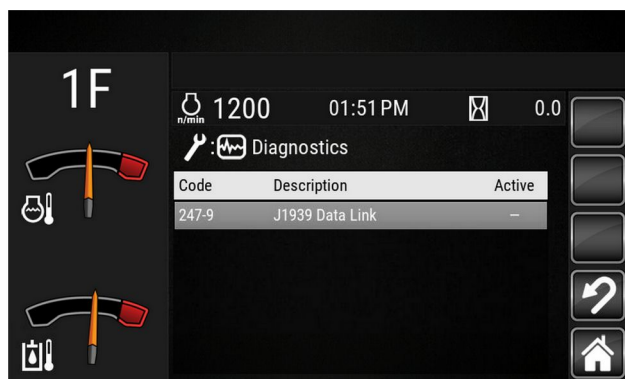 1F
n/min 1200 01:51 PM 0.0
: Diagnostics
Code Description Active
247-9 J1939 Data Link –